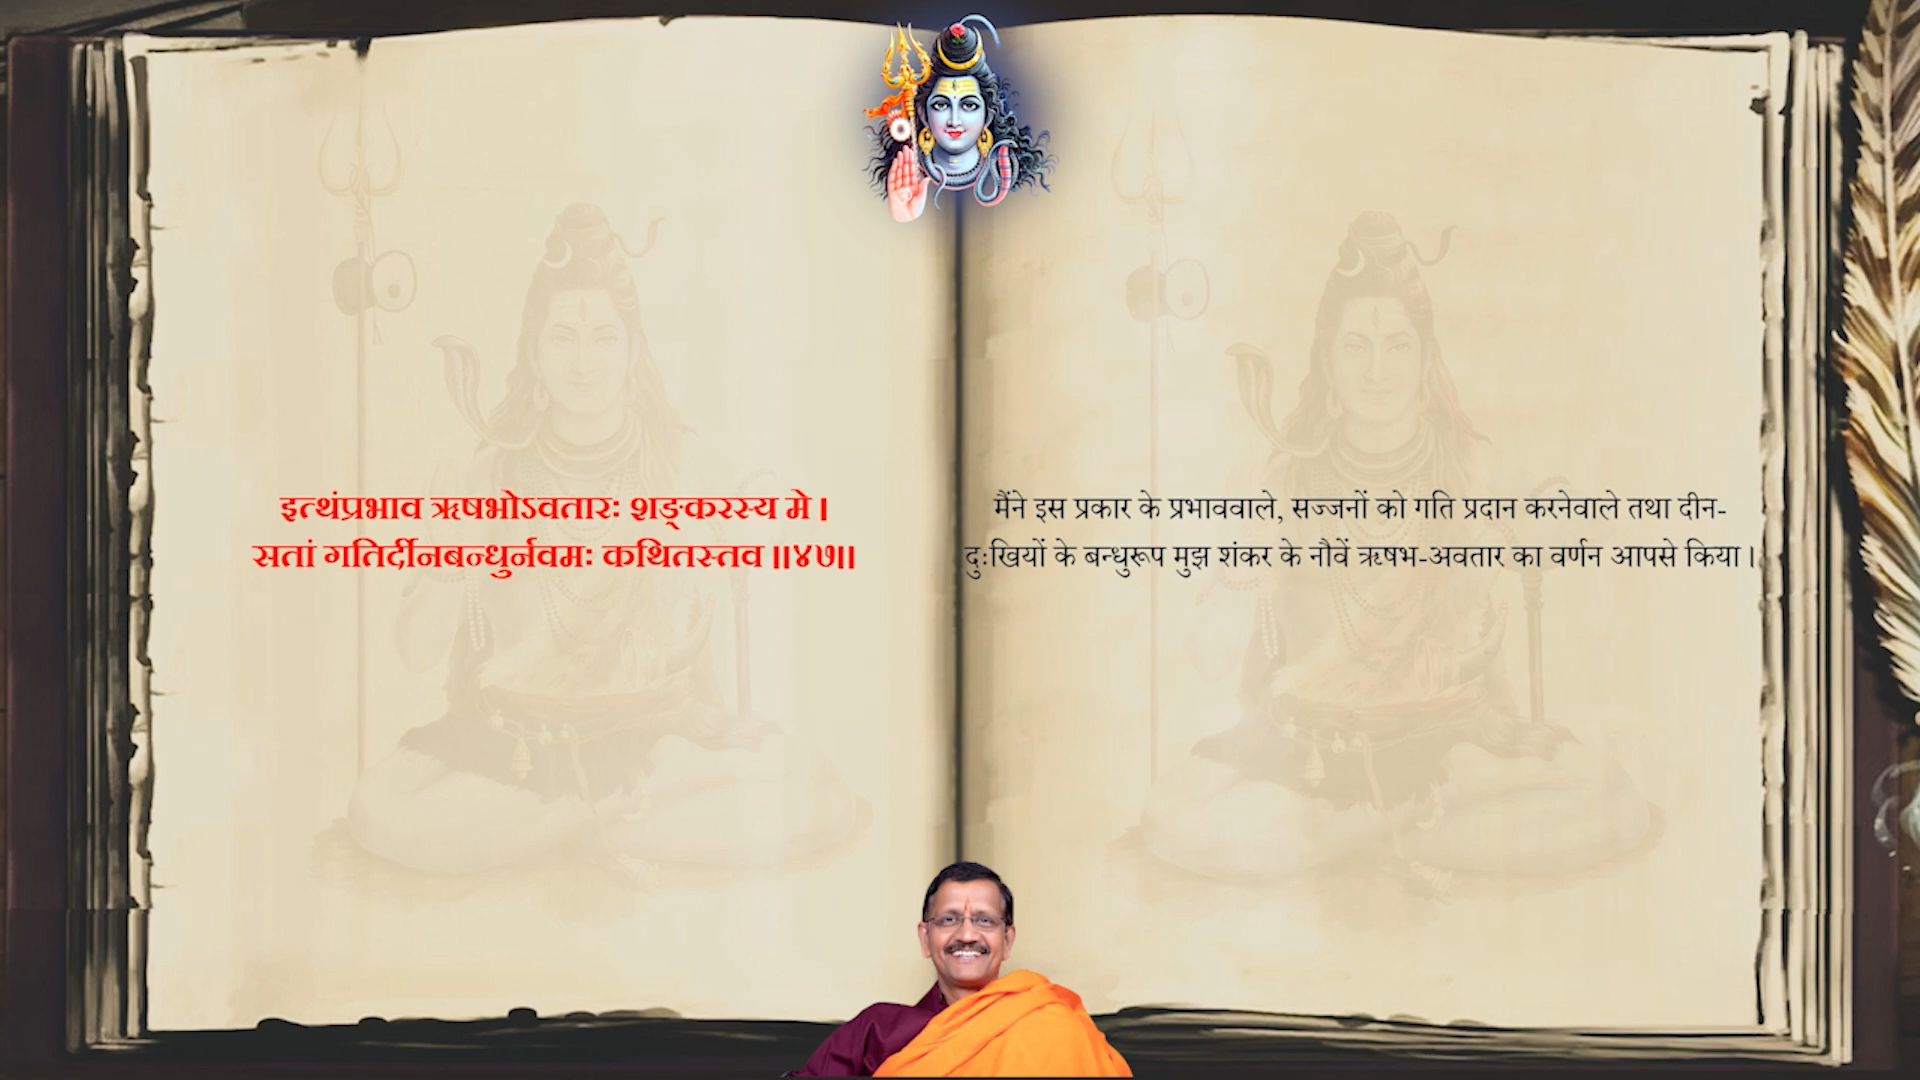 इत्थंप्रभाव ऋषभोऽवतारः शङ्करस्य मे ।
सतां गतिर्दीनबन्धुर्नवमः कथितस्तव ॥४७॥
मैंने इस प्रकार के प्रभाववाले, सज्जनों को गति प्रदान करनेवाले तथा दीन-
दुःखियों के बन्धुरूप मुझ शंकर के नौवें ऋषभ-अवतार का वर्णन आपसे किया ।